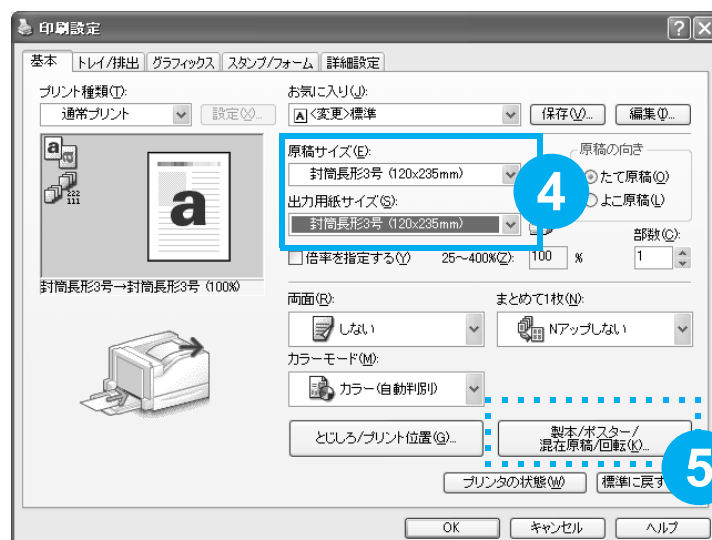 印刷設定
基本 トレイ/排出 グラフィックス スタンプ/フォーム 詳細設定
プリント種類(T):
通常プリント
設定(X)...
お気に入り(J):
A <変更>標準
保存(V)... 編集(I)...
a a
222
111
a
封筒長形3号→封筒長形3号 (100%)
原稿サイズ(E):
封筒長形3号 (120x235mm)
出力用紙サイズ(S):
封筒長形3号 (120x235mm)
4
原稿の向き
たて原稿(O)
よこ原稿(L)
倍率を指定する(Y) 25～400%(Z): 100 %
部数(C):
1
両面(R):
しない
まとめて1枚(N):
Nアップしない
カラーモード(M):
カラー(自動判別)
とじしろ/プリント位置(G)...
製本/ポスター/
混在原稿/回転(K)...
5
プリンタの状態(W) 標準に戻す
OK キャンセル ヘルプ